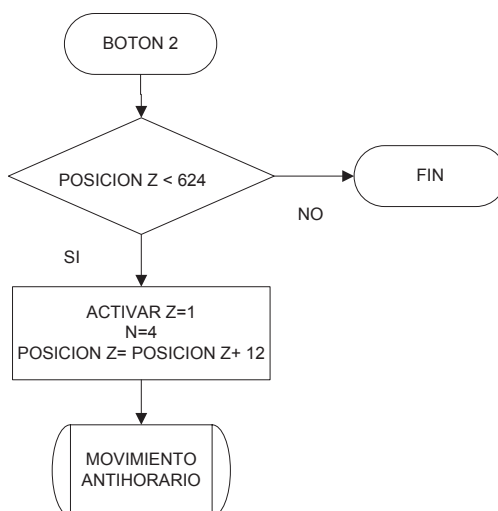 BOTON 2
POSICION Z < 624
FIN
NO
SI
ACTIVAR Z=1
N=4
POSICION Z= POSICION Z+ 12
MOVIMIENTO
ANTIHORARIO